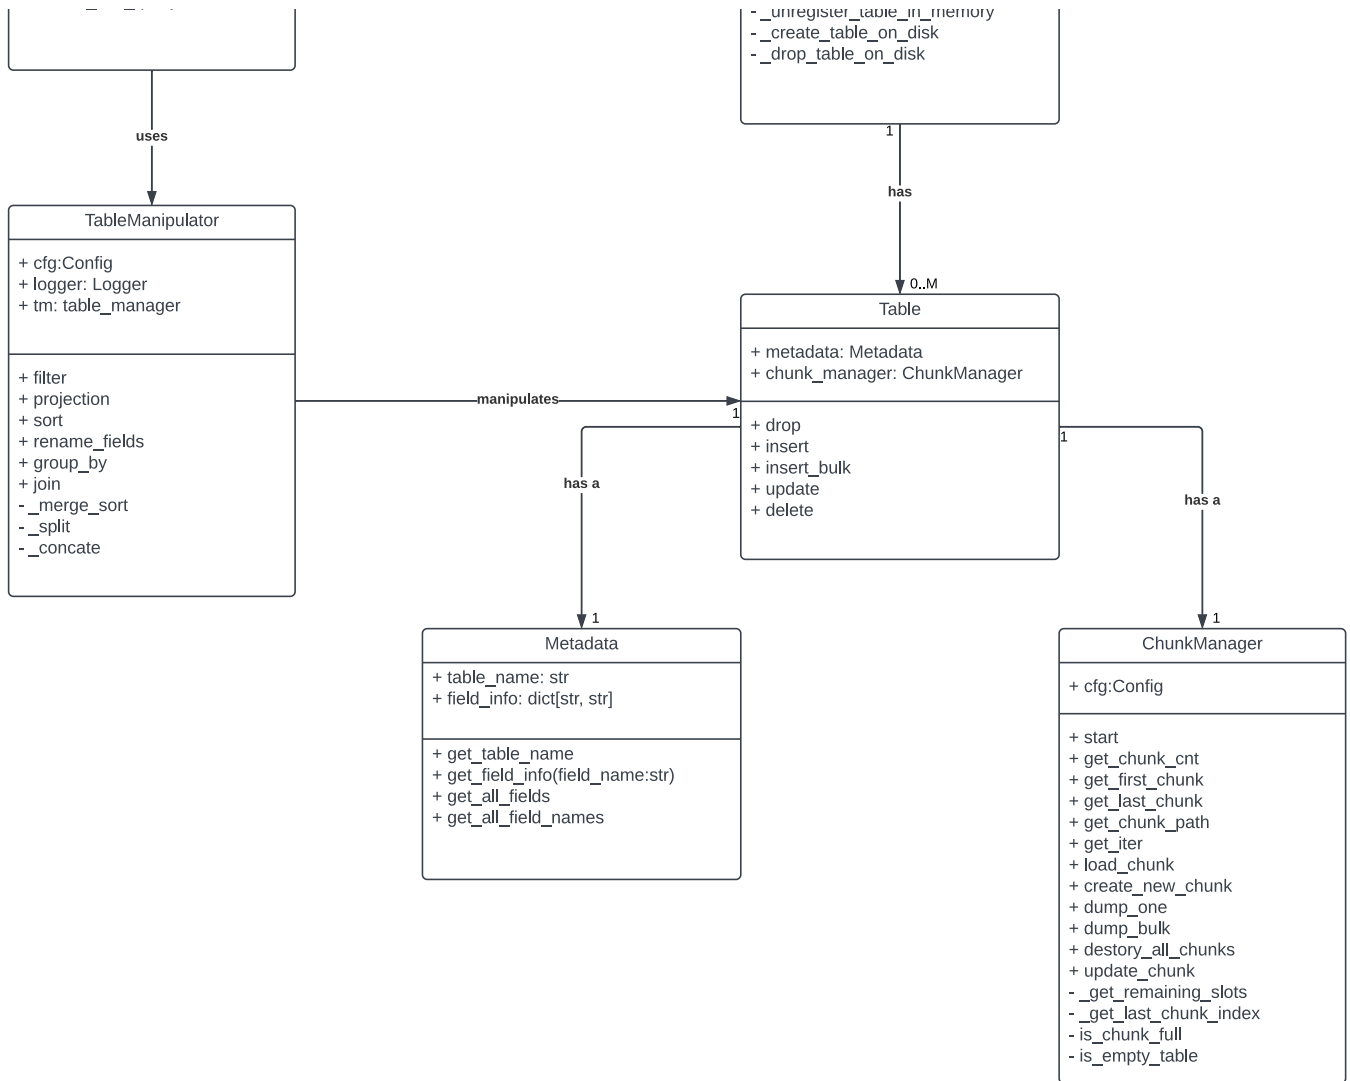 - _unregister_table_in_memory
- _create_table_on_disk
- _drop_table_on_disk
1
uses
has
0..M
TableManipulator
+ cfg:Config
+ logger: Logger
+ tm: table_manager
+ filter
+ projection
+ sort
+ rename_fields
+ group_by
+ join
- _merge_sort
- _split
- _concate
manipulates
Table
+ metadata: Metadata
+ chunk_manager: ChunkManager
+ drop
+ insert
+ insert_bulk
+ update
+ delete
1
1
has a
has a
1
1
Metadata
+ table_name: str
+ field_info: dict[str, str]
+ get_table_name
+ get_field_info(field_name:str)
+ get_all_fields
+ get_all_field_names
ChunkManager
+ cfg:Config
+ start
+ get_chunk_cnt
+ get_first_chunk
+ get_last_chunk
+ get_chunk_path
+ get_iter
+ load_chunk
+ create_new_chunk
+ dump_one
+ dump_bulk
+ destory_all_chunks
+ update_chunk
- _get_remaining_slots
- _get_last_chunk_index
- is_chunk_full
- is_empty_table